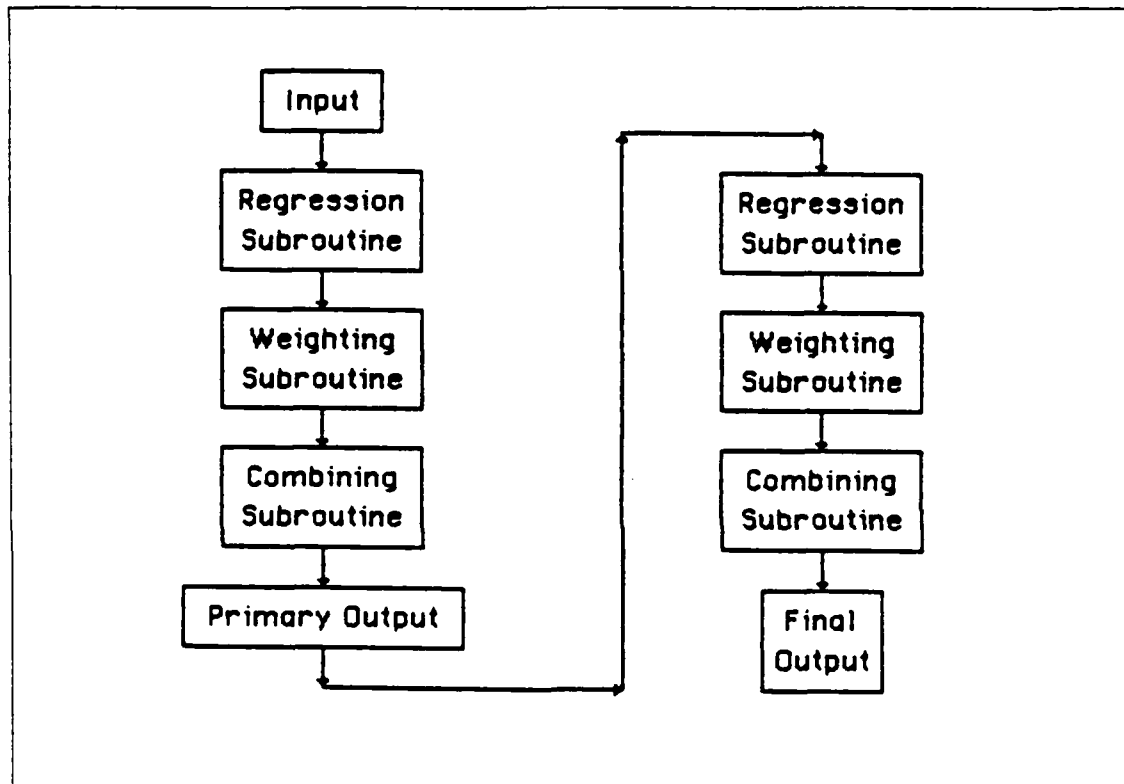 Input
Regression
Subroutine
Weighting
Subroutine
Combining
Subroutine
Primary Output
Regression
Subroutine
Weighting
Subroutine
Combining
Subroutine
Final
Output